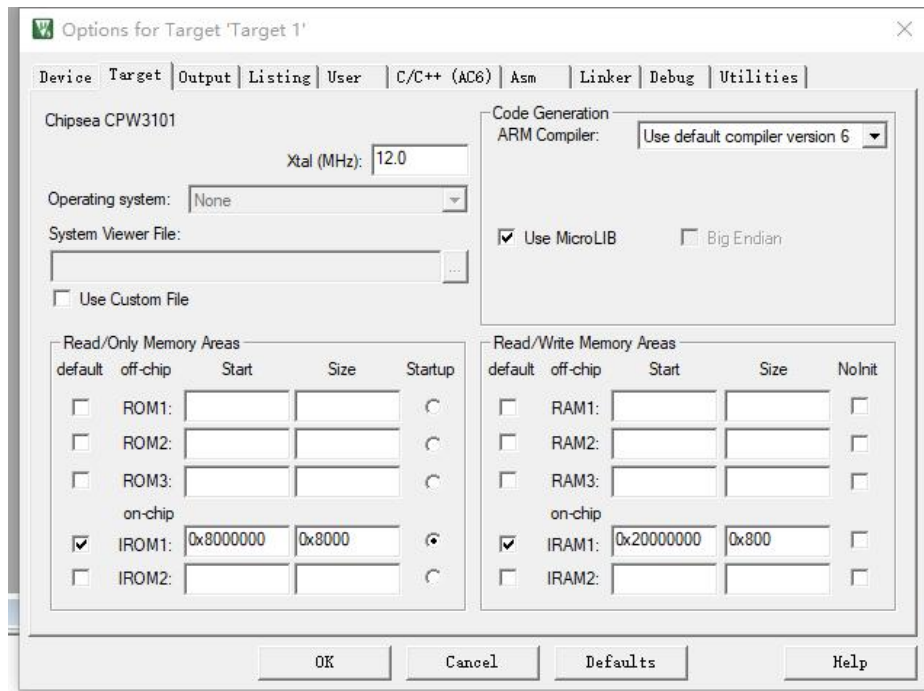 Options for Target 'Target 1'
Device Target Output Listing User C/C++ (AC6) Asm Linker Debug Utilities
Chipsea CPW3101
Xtal (MHz): 12.0
Operating system: None
System Viewer File:
...
Use Custom File
Code Generation
ARM Compiler: Use default compiler version 6
Use MicroLIB Big Endian
Read/Only Memory Areas
default off-chip Start Size Startup
ROM1:
ROM2:
ROM3:
on-chip
IROM1: 0x8000000 0x8000
IROM2:
Read/Write Memory Areas
default off-chip Start Size NoInit
RAM1:
RAM2:
RAM3:
on-chip
IRAM1: 0x20000000 0x800
IRAM2:
OK Cancel Defaults Help